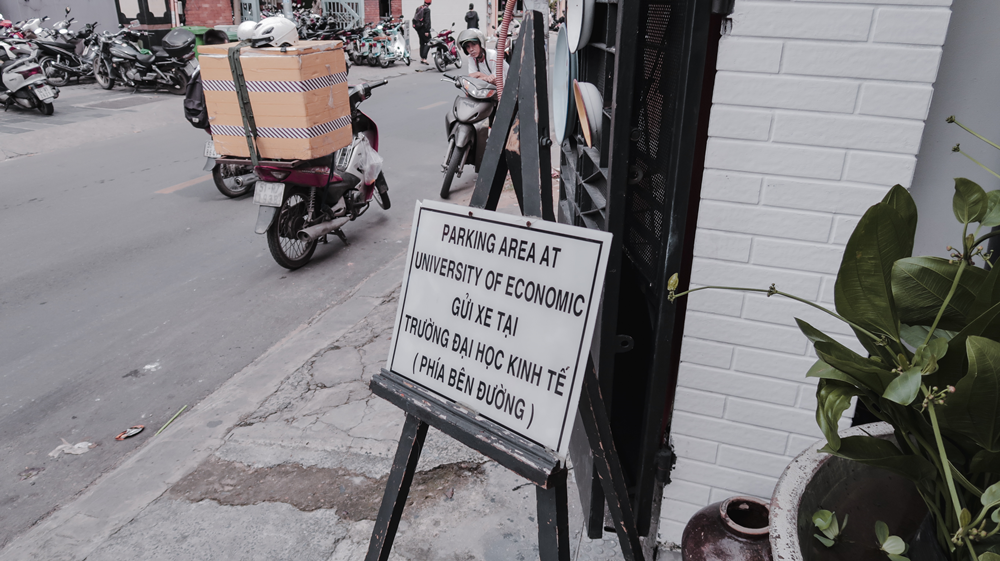 PARKING AREA AT
UNIVERSITY OF ECONOMIC
GỬI XE TẠI
TRƯỜNG ĐẠI HỌC KINH TẾ
( PHÍA BÊN ĐƯỜNG )